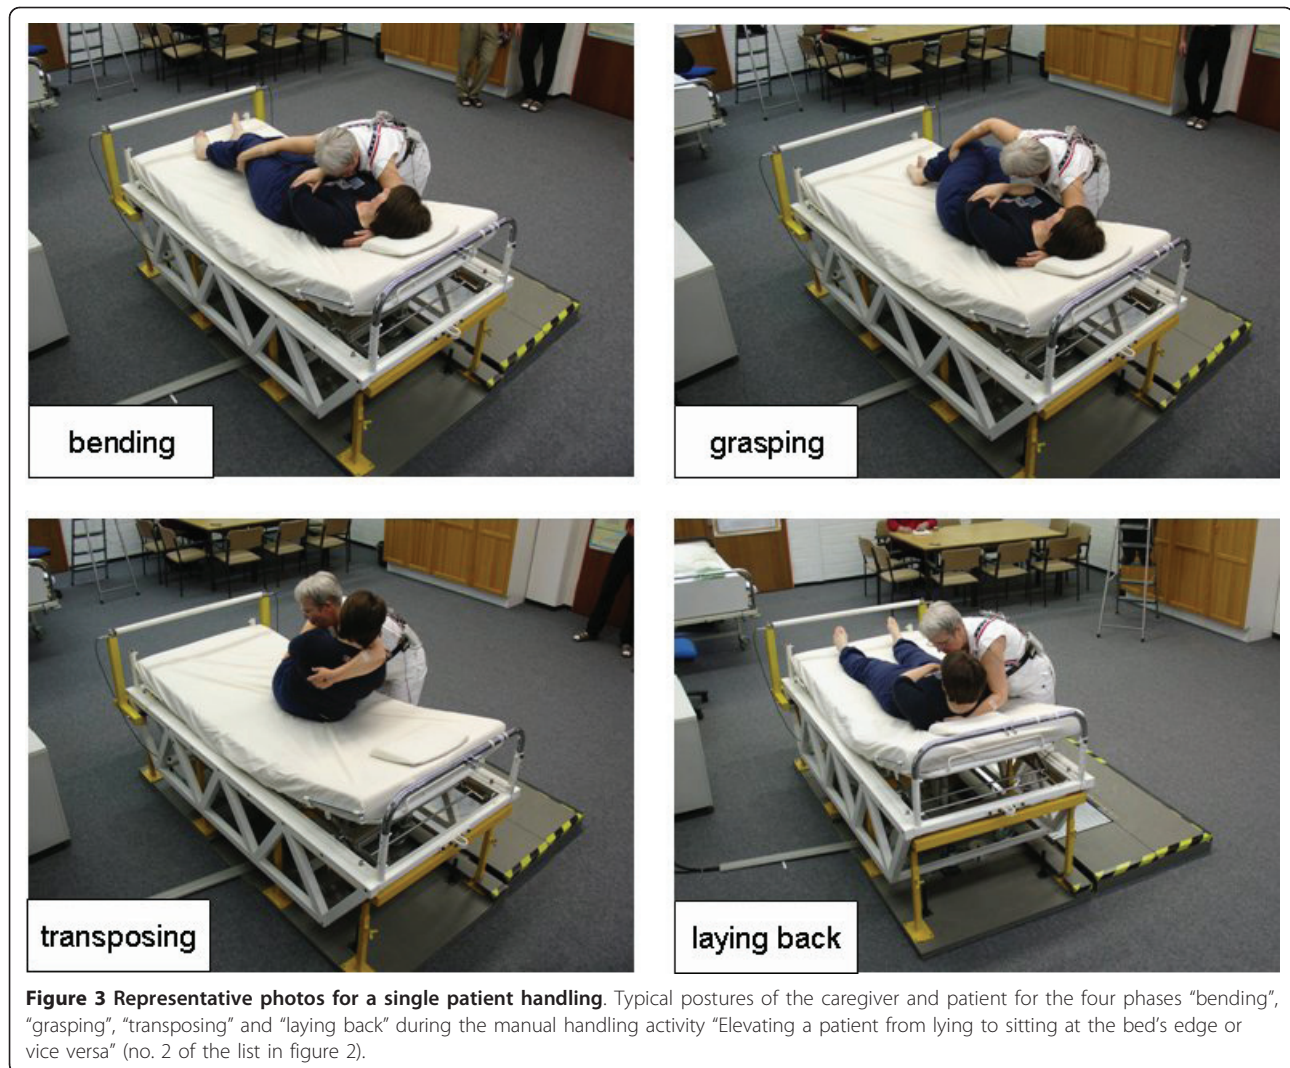 bending
grasping
transposing
laying back
Figure 3 Representative photos for a single patient handling. Typical postures of the caregiver and patient for the four phases “bending”,
“grasping”, “transposing” and “laying back” during the manual handling activity “Elevating a patient from lying to sitting at the bed’s edge or
vice versa” (no. 2 of the list in figure 2).